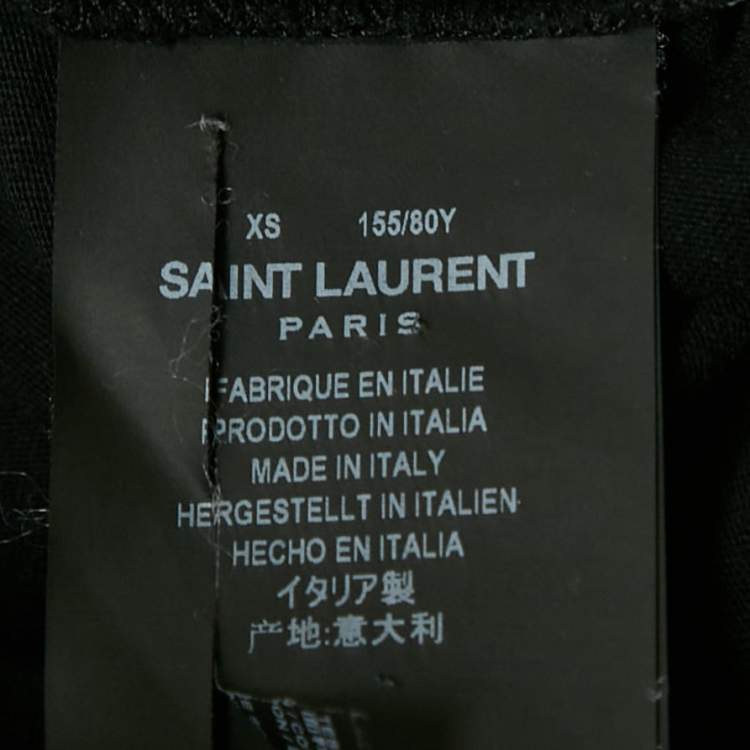 XS 155/80Y
SAINT LAURENT
PARIS
FABRIQUE EN ITALIE
PRODOTTO IN ITALIA
MADE IN ITALY
HERGESTELLT IN ITALIEN
HECHO EN ITALIA
イタリア製
产地:意大利